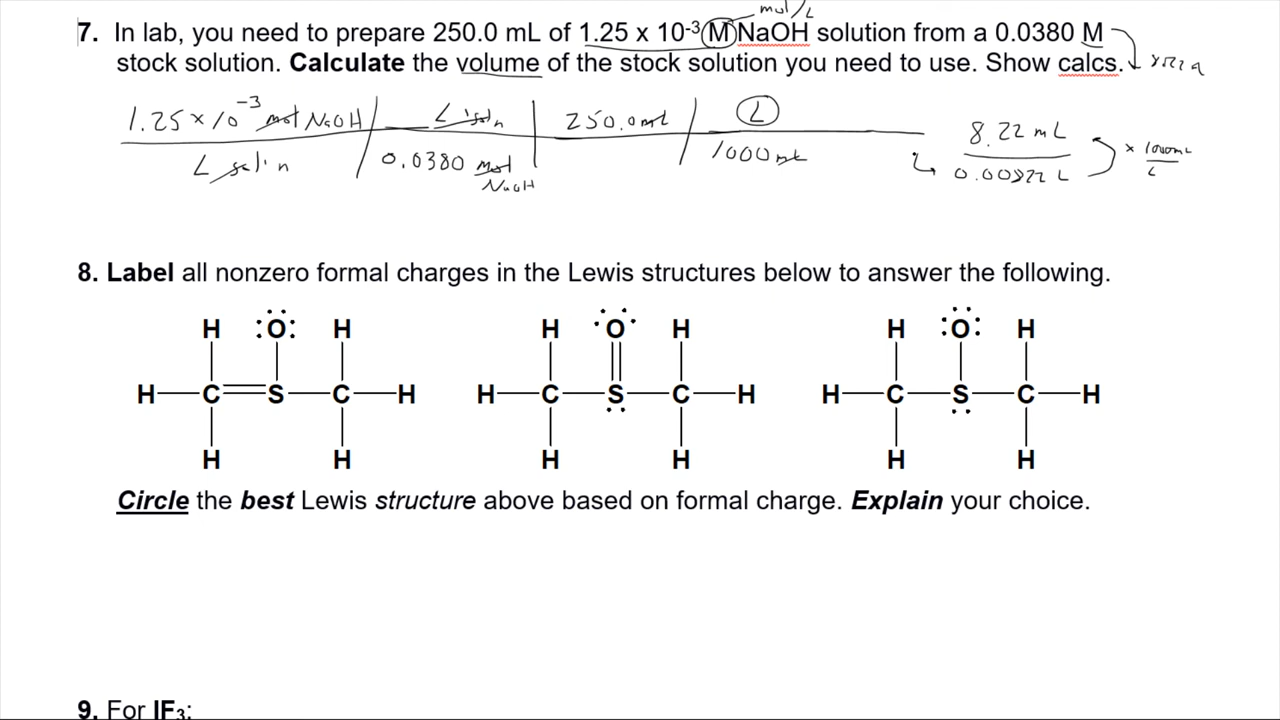 mol/L
7. In lab, you need to prepare 250.0 mL of 1.25 x 10-3 M NaOH solution from a 0.0380 M
stock solution. Calculate the volume of the stock solution you need to use. Show calcs.
1.25 × 10-3 mol NaOH L sol'n 250.0 mL L
L sol'n 0.0380 mol NaOH 1000 mL
8.22 mL × 1000 mL
0.00822 L L
8. Label all nonzero formal charges in the Lewis structures below to answer the following.
H :O: H H O H H :O: H
H C S C H H C S C H H C S C H
H H H H H H
Circle the best Lewis structure above based on formal charge. Explain your choice.
9. For IF3: